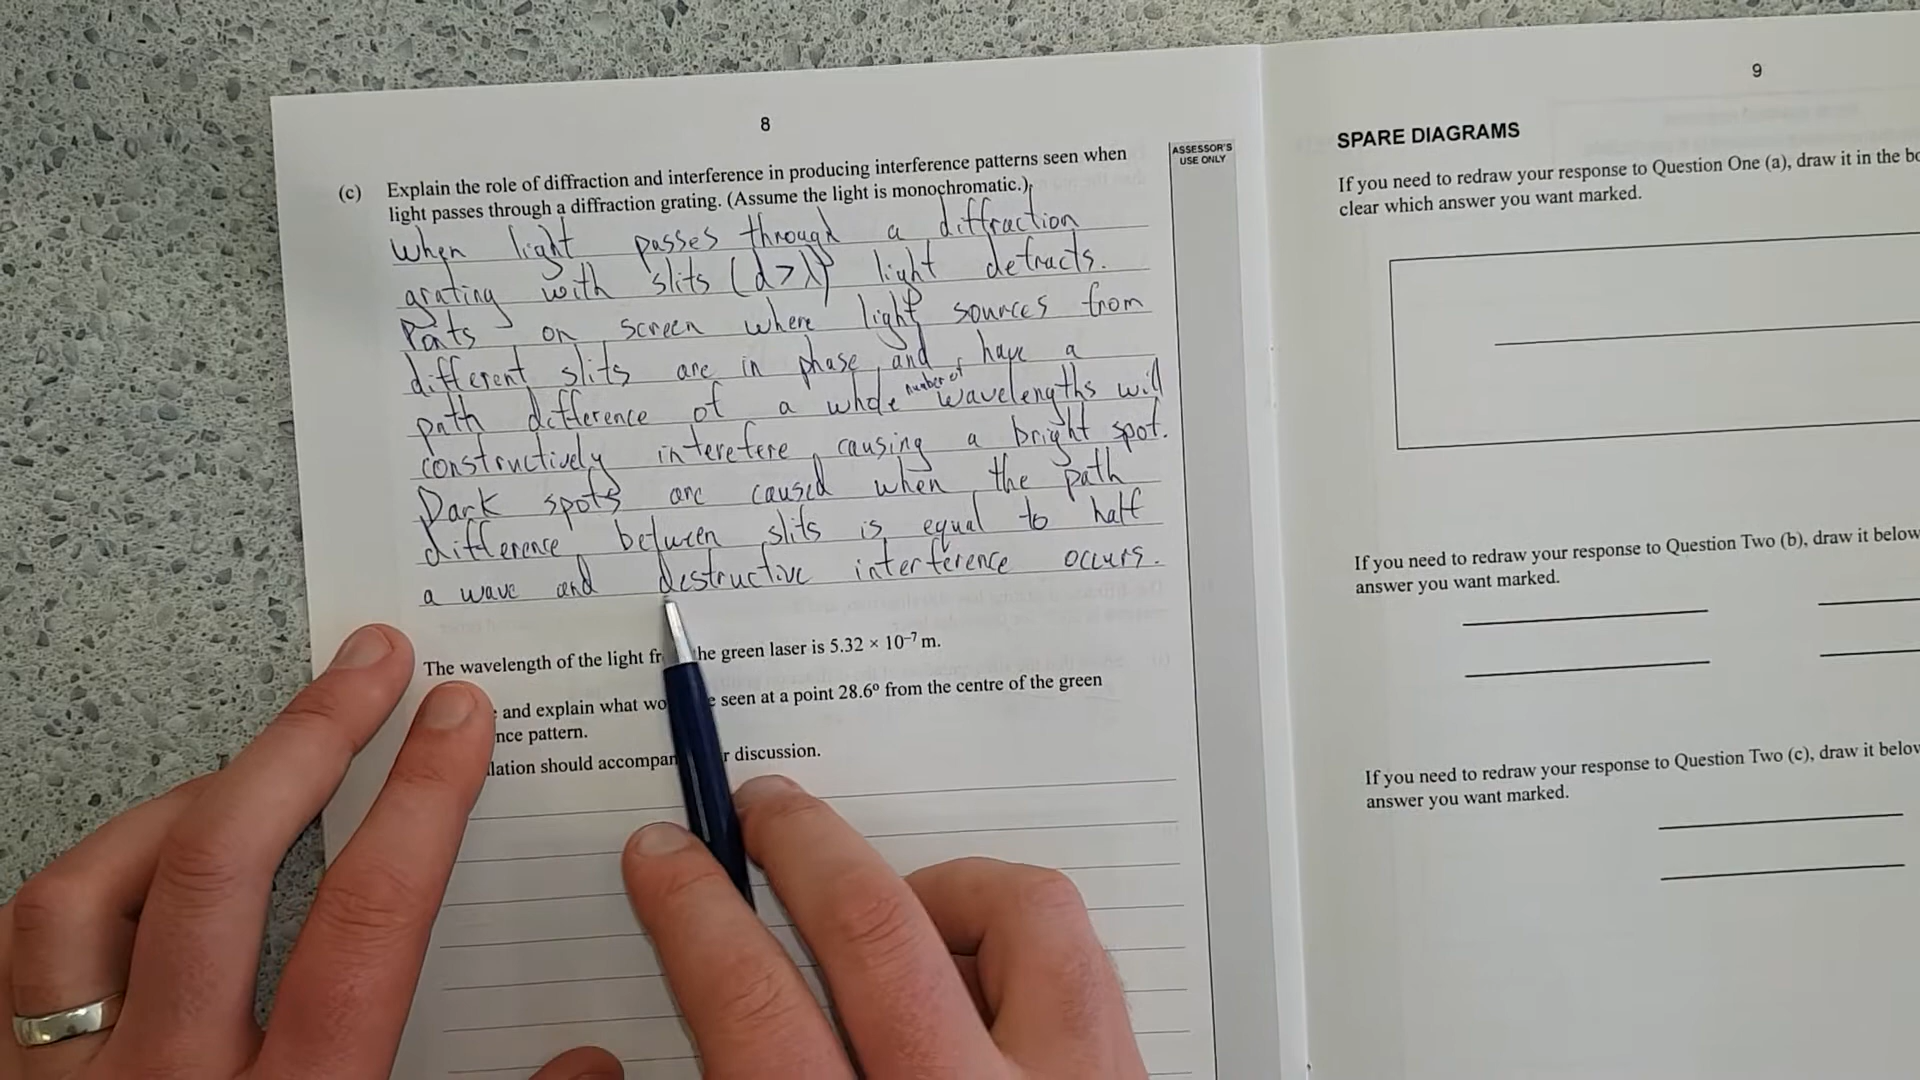 8
(c) Explain the role of diffraction and interference in producing interference patterns seen when
light passes through a diffraction grating. (Assume the light is monochromatic.)
When light passes through a diffraction
grating with slits (d>λ) light defracts.
Ponts on screen where light sources from
different slits are in phase and have a
path difference of a whole number of wavelengths will
constructively interefere causing a bright spot.
Dark spots are caused when the path
difference between slits is equal to half
a wave and destructive interference occurs.
The wavelength of the light fr he green laser is 5.32 × 10⁻⁷ m.
and explain what wo seen at a point 28.6º from the centre of the green
nce pattern.
lation should accompan r discussion.
ASSESSOR'S
USE ONLY
9
SPARE DIAGRAMS
If you need to redraw your response to Question One (a), draw it in the bo
clear which answer you want marked.
If you need to redraw your response to Question Two (b), draw it below
answer you want marked.
If you need to redraw your response to Question Two (c), draw it below
answer you want marked.